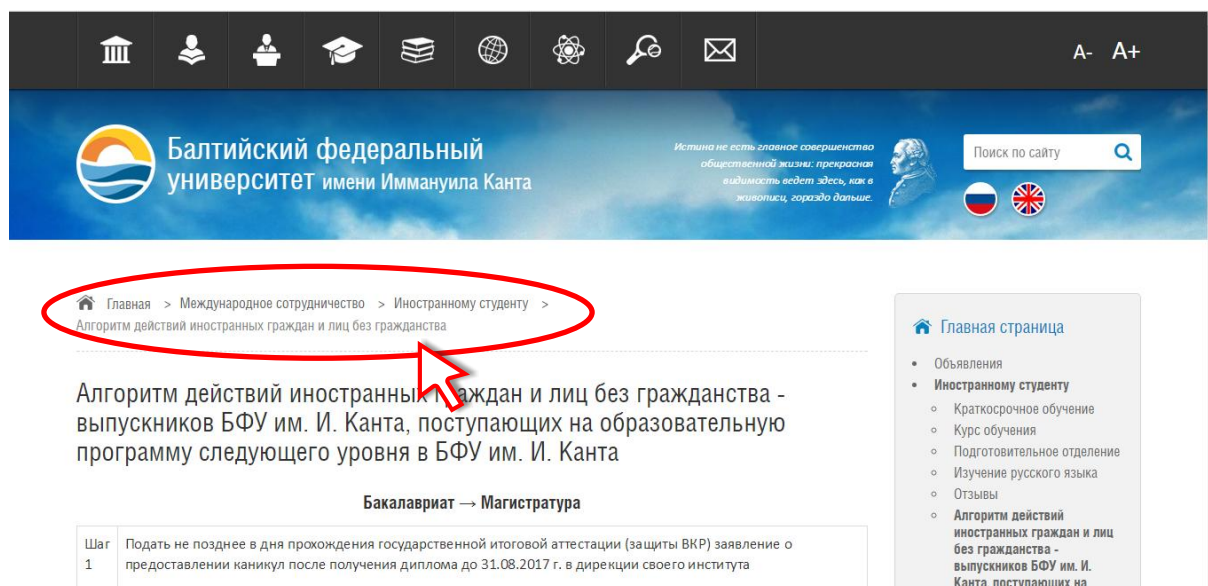 A- A+
Балтийский федеральный
университет имени Иммануила Канта
Истина не есть главное совершенство
общественной жизни: прекрасная
видимость ведет здесь, как в
живописи, гораздо дальше.
Поиск по сайту
Главная > Международное сотрудничество > Иностранному студенту >
Алгоритм действий иностранных граждан и лиц без гражданства
Алгоритм действий иностранных граждан и лиц без гражданства -
выпускников БФУ им. И. Канта, поступающих на образовательную
программу следующего уровня в БФУ им. И. Канта
Бакалавриат → Магистратура
Шаг
1
Подать не позднее в дня прохождения государственной итоговой аттестации (защиты ВКР) заявление о
предоставлении каникул после получения диплома до 31.08.2017 г. в дирекции своего института
Главная страница
• Объявления
• Иностранному студенту
◦ Краткосрочное обучение
◦ Курс обучения
◦ Подготовительное отделение
◦ Изучение русского языка
◦ Отзывы
◦ Алгоритм действий
иностранных граждан и лиц
без гражданства -
выпускников БФУ им. И.
Канта, поступающих на